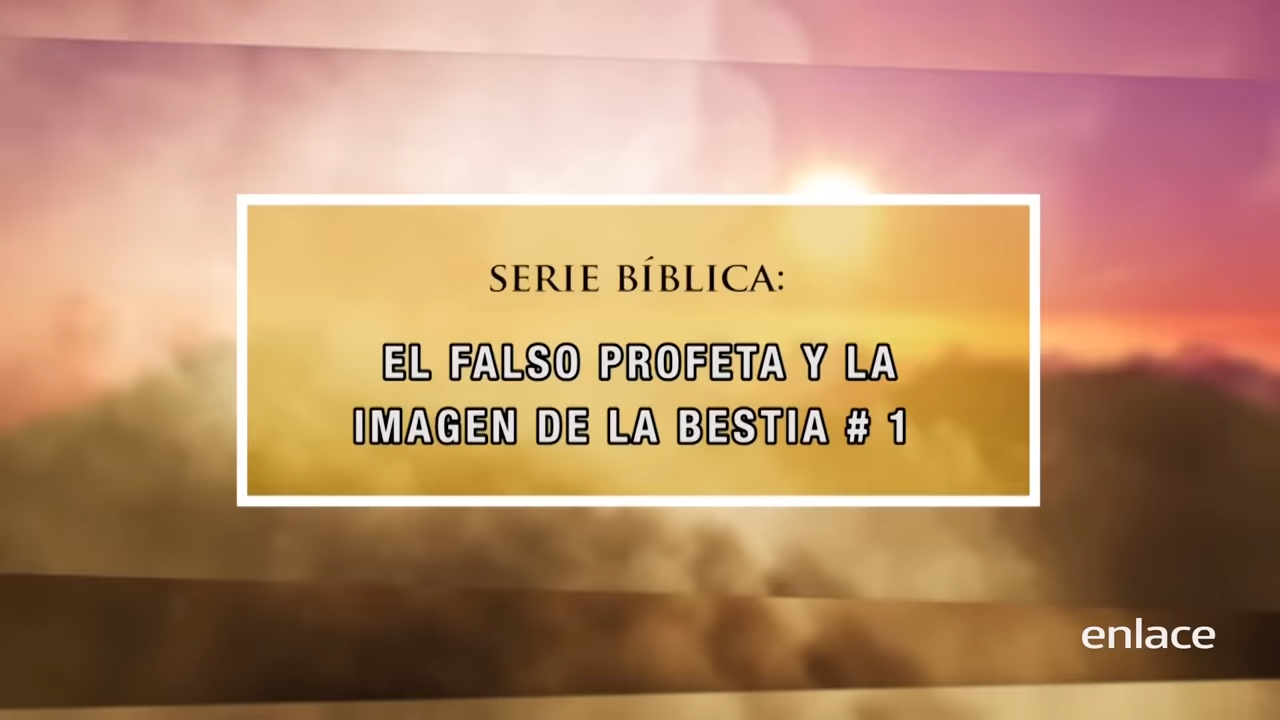 SERIE BÍBLICA:
EL FALSO PROFETA Y LA
IMAGEN DE LA BESTIA # 1
enlace